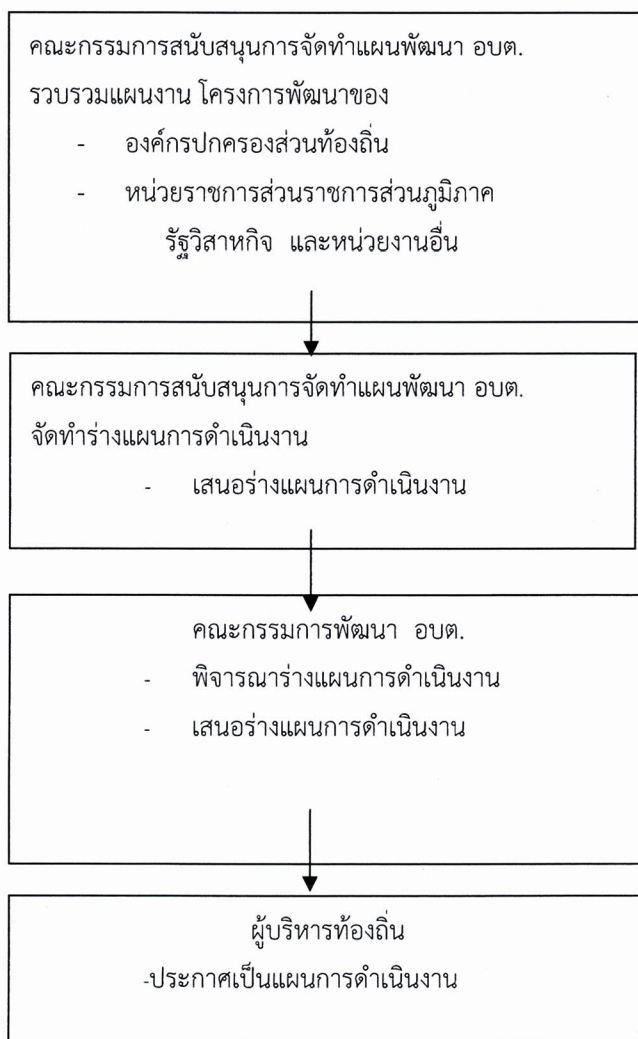 คณะกรรมการสนับสนุนการจัดทำแผนพัฒนา อบต.
รวบรวมแผนงาน โครงการพัฒนาของ
- องค์กรปกครองส่วนท้องถิ่น
- หน่วยราชการส่วนราชการส่วนภูมิภาค
รัฐวิสาหกิจ และหน่วยงานอื่น
คณะกรรมการสนับสนุนการจัดทำแผนพัฒนา อบต.
จัดทำร่างแผนการดำเนินงาน
- เสนอร่างแผนการดำเนินงาน
คณะกรรมการพัฒนา อบต.
- พิจารณาร่างแผนการดำเนินงาน
- เสนอร่างแผนการดำเนินงาน
ผู้บริหารท้องถิ่น
-ประกาศเป็นแผนการดำเนินงาน